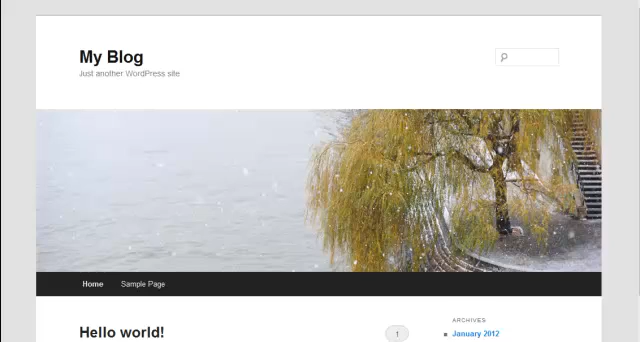 My Blog
Just another WordPress site
Home Sample Page
Hello world!
1
ARCHIVES
January 2012